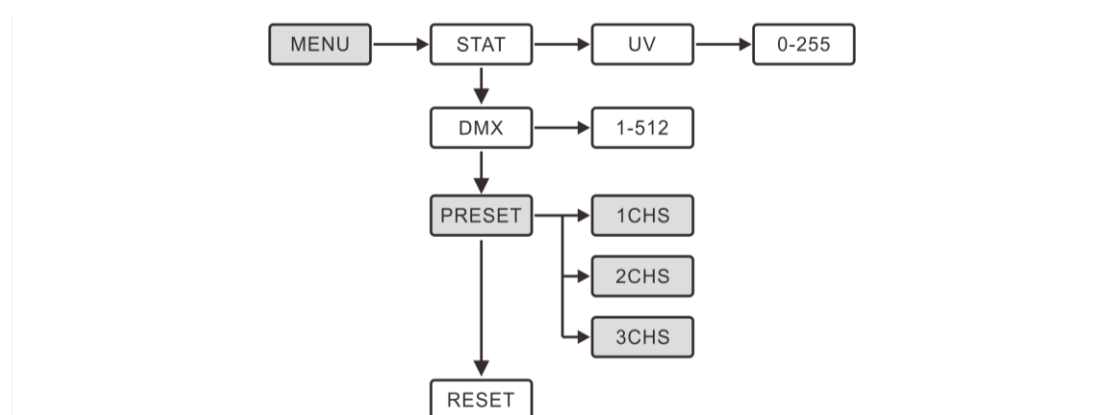 MENU
STAT
UV
0-255
DMX
1-512
PRESET
1CHS
2CHS
3CHS
RESET